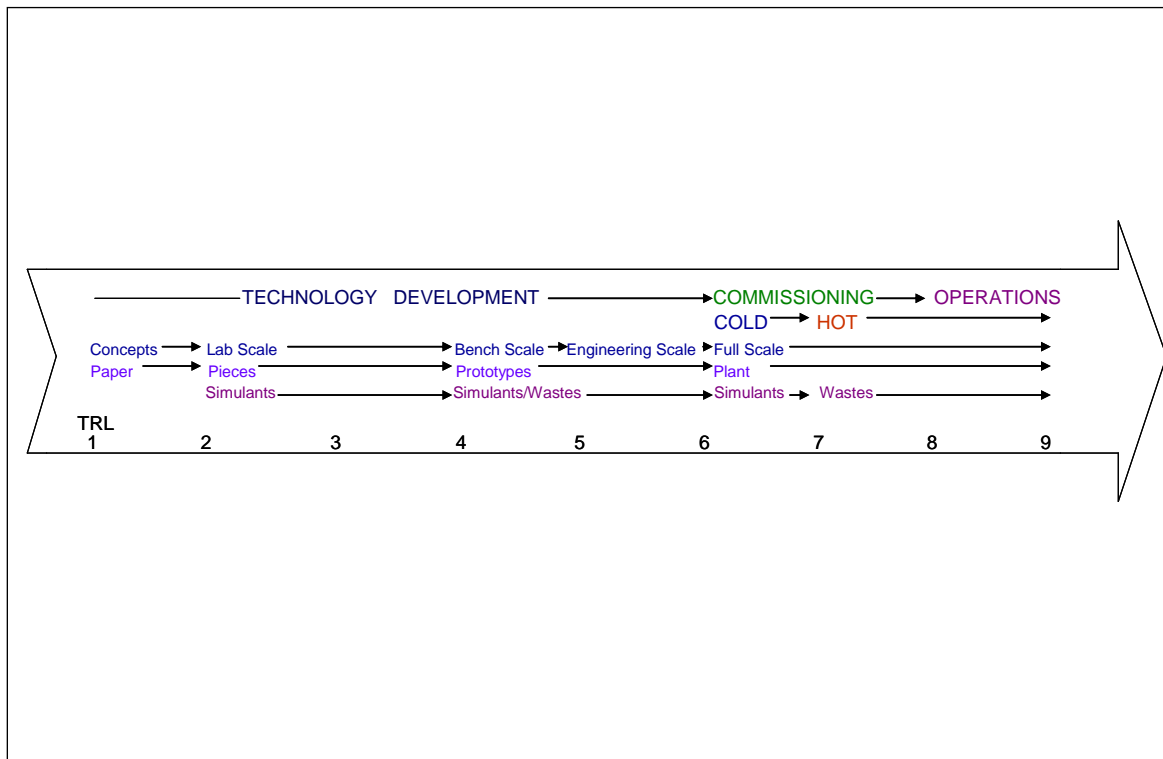 TECHNOLOGY DEVELOPMENT COMMISSIONING OPERATIONS
COLD HOT
Concepts Lab Scale Bench Scale Engineering Scale Full Scale
Paper Pieces Prototypes Plant
Simulants Simulants/Wastes Simulants Wastes
TRL
1 2 3 4 5 6 7 8 9